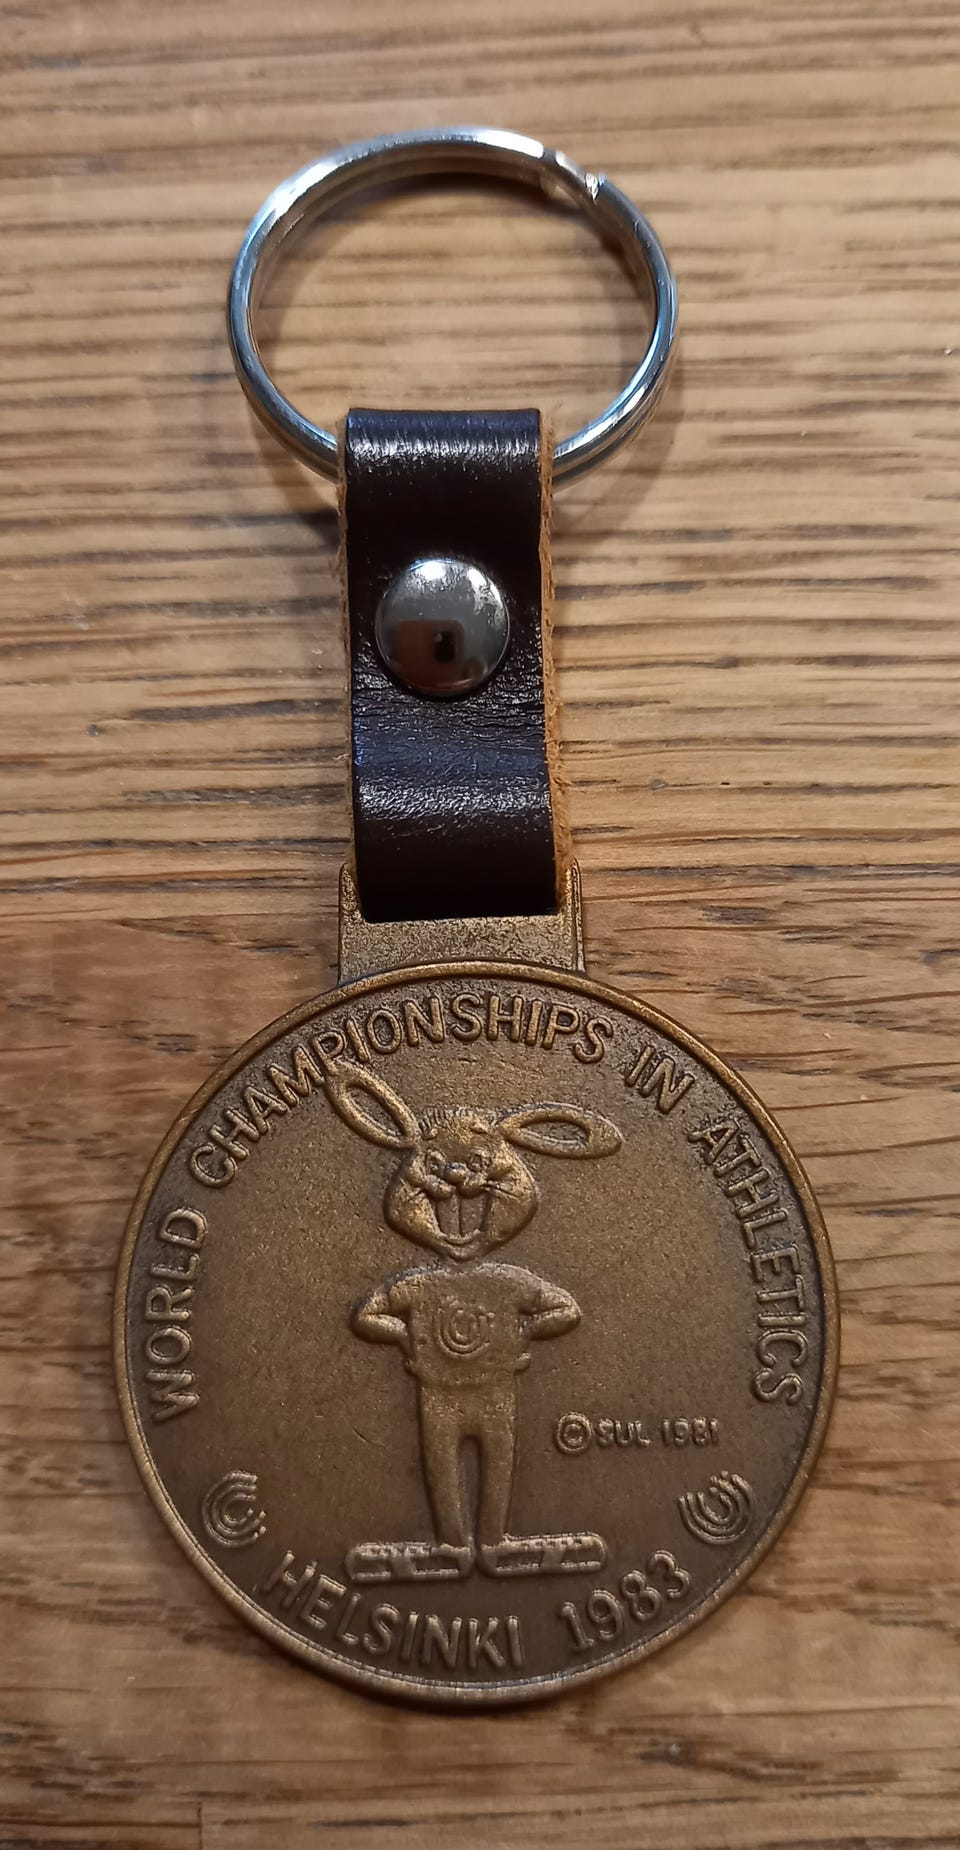 WORLD CHAMPIONSHIPS IN ATHLETICS
© SUL 1981
HELSINKI 1983